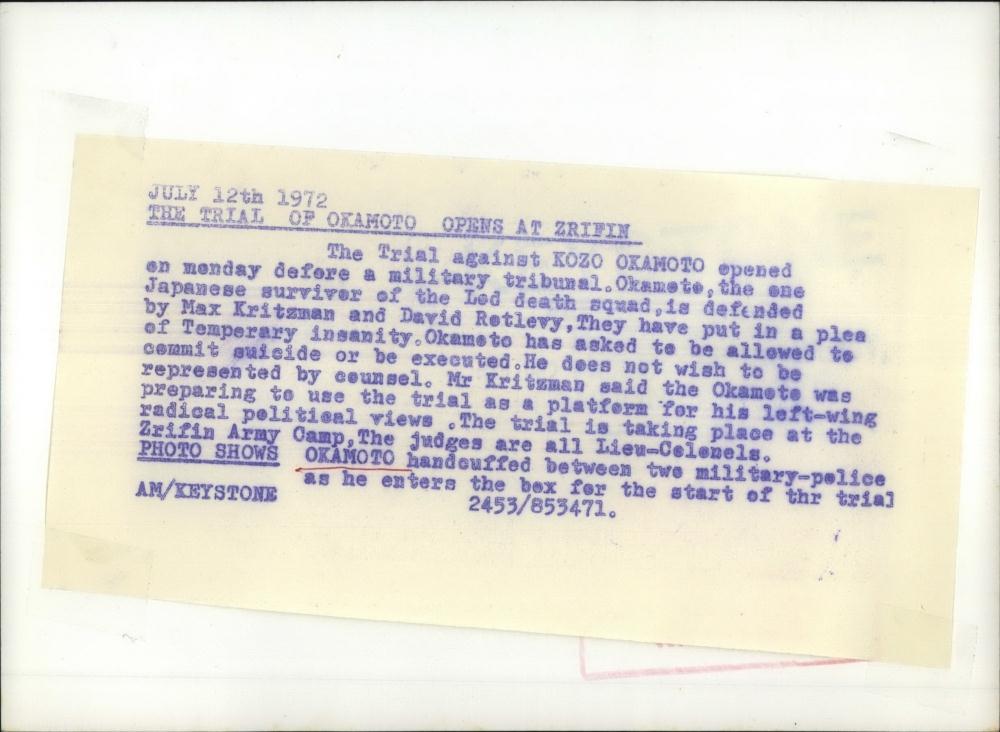 JULY 12th 1972
THE TRIAL OF OKAMOTO OPENS AT ZRIFIN
The Trial against KOZO OKAMOTO opened
on monday defore a military tribunal.Okamoto,the one
Japanese survivor of the Lod death squad,is defended
by Max Kritzman and David Rotlevy,They have put in a plea
of Temporary insanity.Okamoto has asked to be allowed to
commit suicide or be executed.He does not wish to be
represented by counsel. Mr Kritzman said the Okamoto was
preparing to use the trial as a platform for his left-wing
radical political views .The trial is taking place at the
Zrifin Army Camp,The judges are all Lieu-Colonels.
PHOTO SHOWS OKAMOTO handcuffed between two military-police
as he enters the box for the start of thr trial
AM/KEYSTONE 2453/853471.